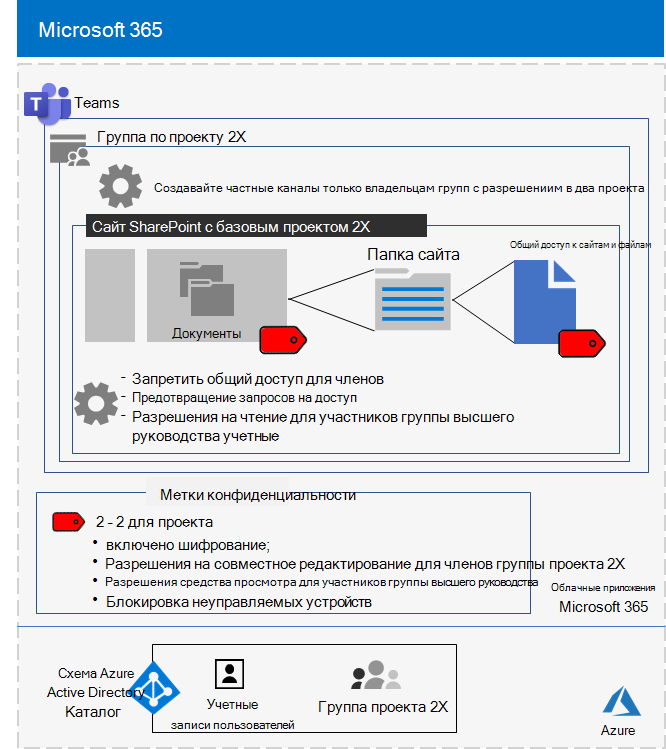 Microsoft 365
Teams
Группа по проекту 2X
Создавайте частные каналы только владельцам групп с разрешениим в два проекта
Сайт SharePoint с базовым проектом 2X
Общий доступ к сайтам и файлам
Папка сайта
Документы
- Запретить общий доступ для членов
- Предотвращение запросов на доступ
- Разрешения на чтение для участников группы высшего
руководства учетные
Метки конфиденциальности
2 - 2 для проекта
• включено шифрование;
• Разрешения на совместное редактирование для членов группы проекта 2X
• Разрешения средства просмотра для участников группы высшего руководства
• Блокировка неуправляемых устройств
Облачные приложения
Microsoft 365
Схема Azure
Active Directory
Каталог
Учетные
записи пользователей
Группа проекта 2X
Azure